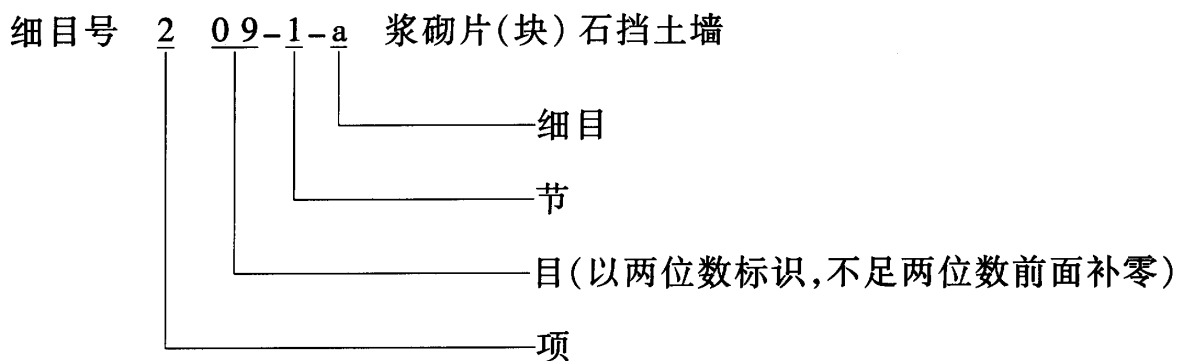 细目号 2 09-1-a 浆砌片(块)石挡土墙
细目
节
目(以两位数标识,不足两位数前面补零)
项